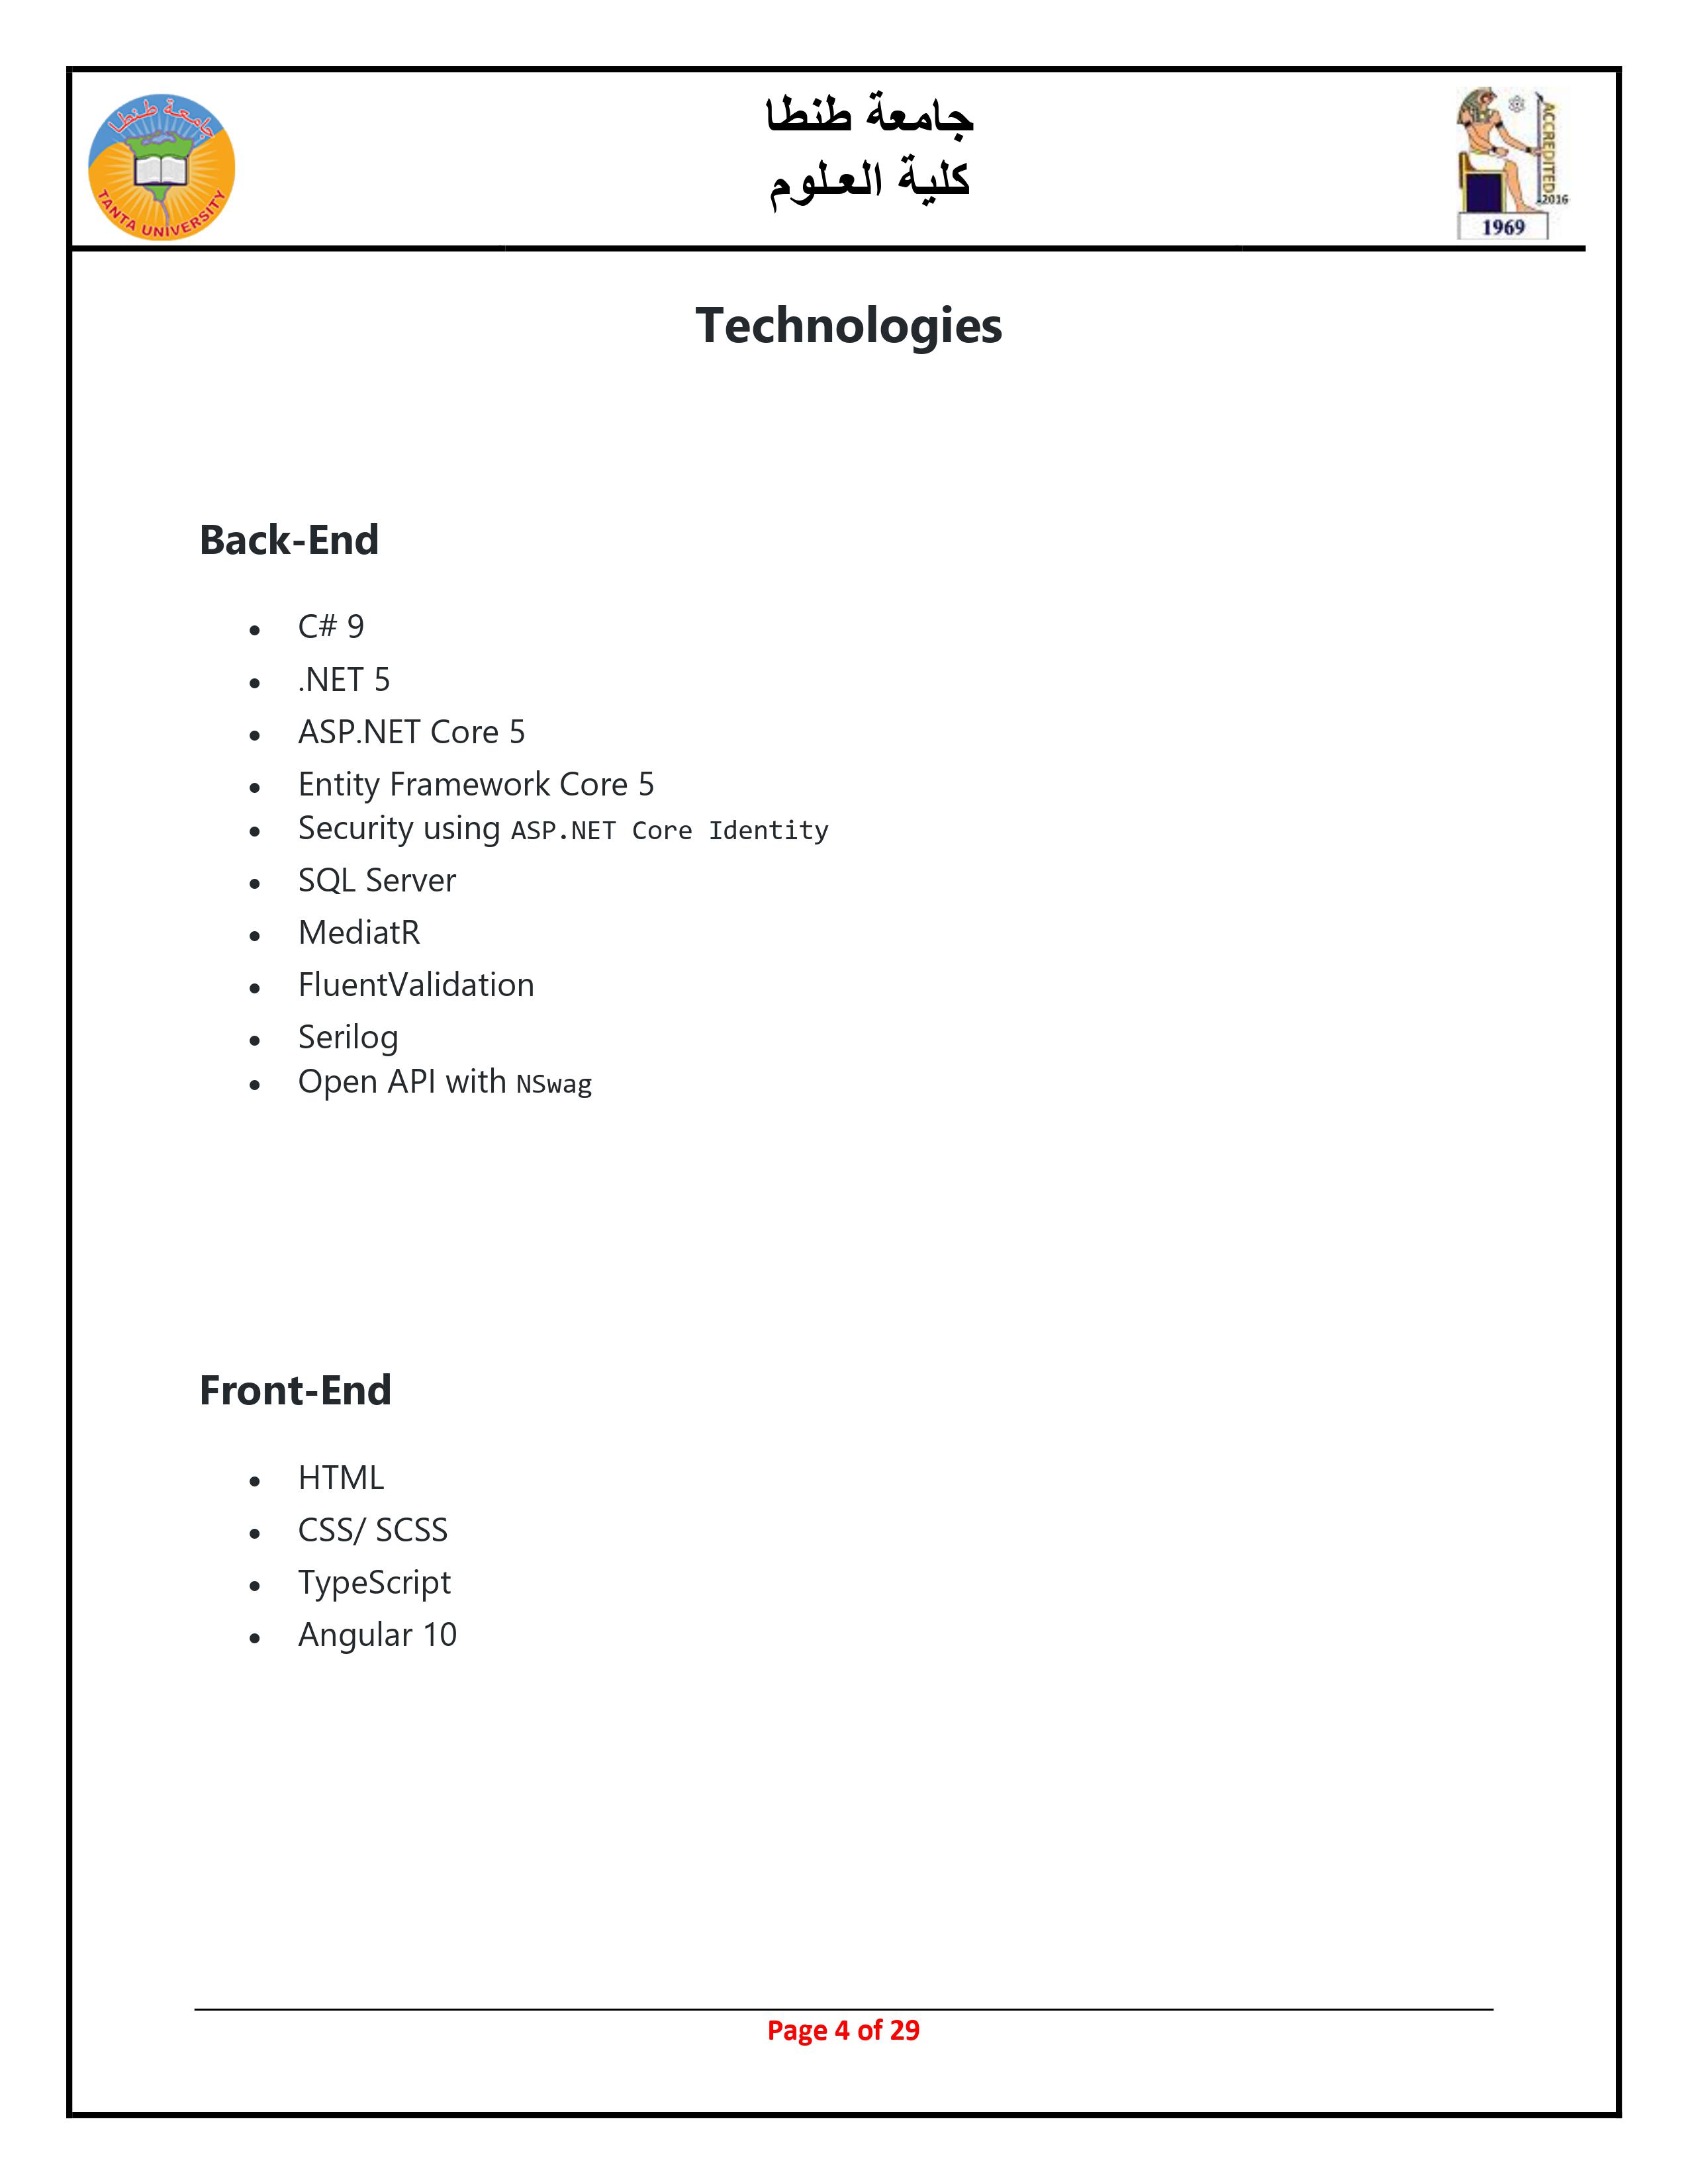 جامعة طنطا
كلية العلوم
جامعة طنطا
TANTA UNIVERSITY
ACCREDITED
2016
1969
Technologies
Back-End
• C# 9
• .NET 5
• ASP.NET Core 5
• Entity Framework Core 5
• Security using ASP.NET Core Identity
• SQL Server
• MediatR
• FluentValidation
• Serilog
• Open API with NSwag
Front-End
• HTML
• CSS/ SCSS
• TypeScript
• Angular 10
Page 4 of 29